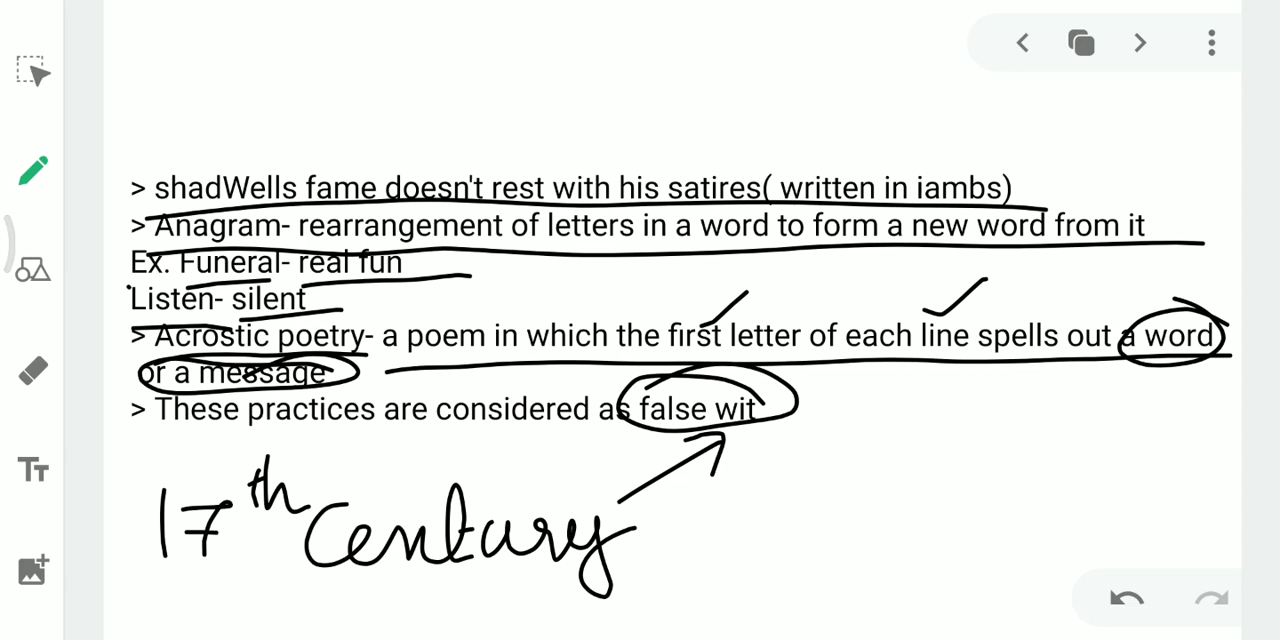 > shadWells fame doesn't rest with his satires( written in iambs)
> Anagram- rearrangement of letters in a word to form a new word from it
Ex. Funeral- real fun
Listen- silent
> Acrostic poetry- a poem in which the first letter of each line spells out a word
or a message
> These practices are considered as false wit
17th Century
Tт